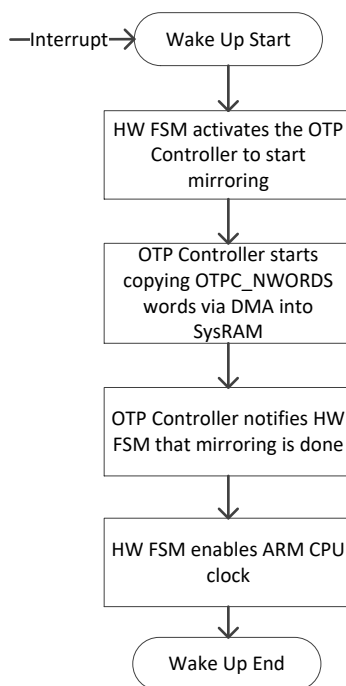 Interrupt
Wake Up Start
HW FSM activates the OTP
Controller to start
mirroring
OTP Controller starts
copying OTPC_NWORDS
words via DMA into
SysRAM
OTP Controller notifies HW
FSM that mirroring is done
HW FSM enables ARM CPU
clock
Wake Up End